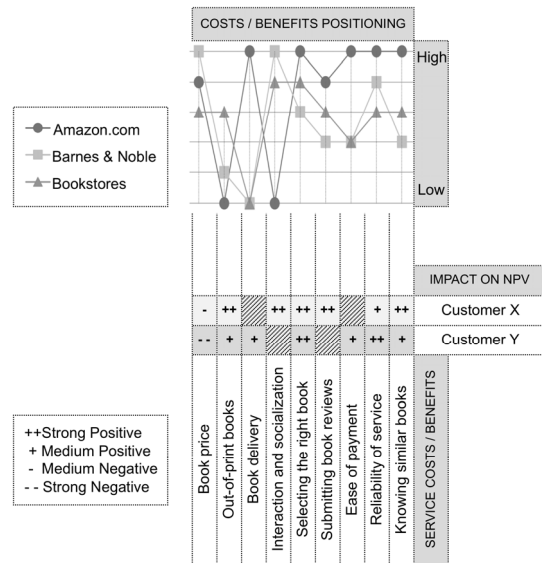 COSTS / BENEFITS POSITIONING
High
Low
Amazon.com
Barnes & Noble
Bookstores
IMPACT ON NPV
- ++ ++ ++ ++ + ++ Customer X
- - + + ++ + ++ + Customer Y
++Strong Positive
+ Medium Positive
- Medium Negative
- - Strong Negative
Book price
Out-of-print books
Book delivery
Interaction and socialization
Selecting the right book
Submitting book reviews
Ease of payment
Reliability of service
Knowing similar books
SERVICE COSTS / BENEFITS